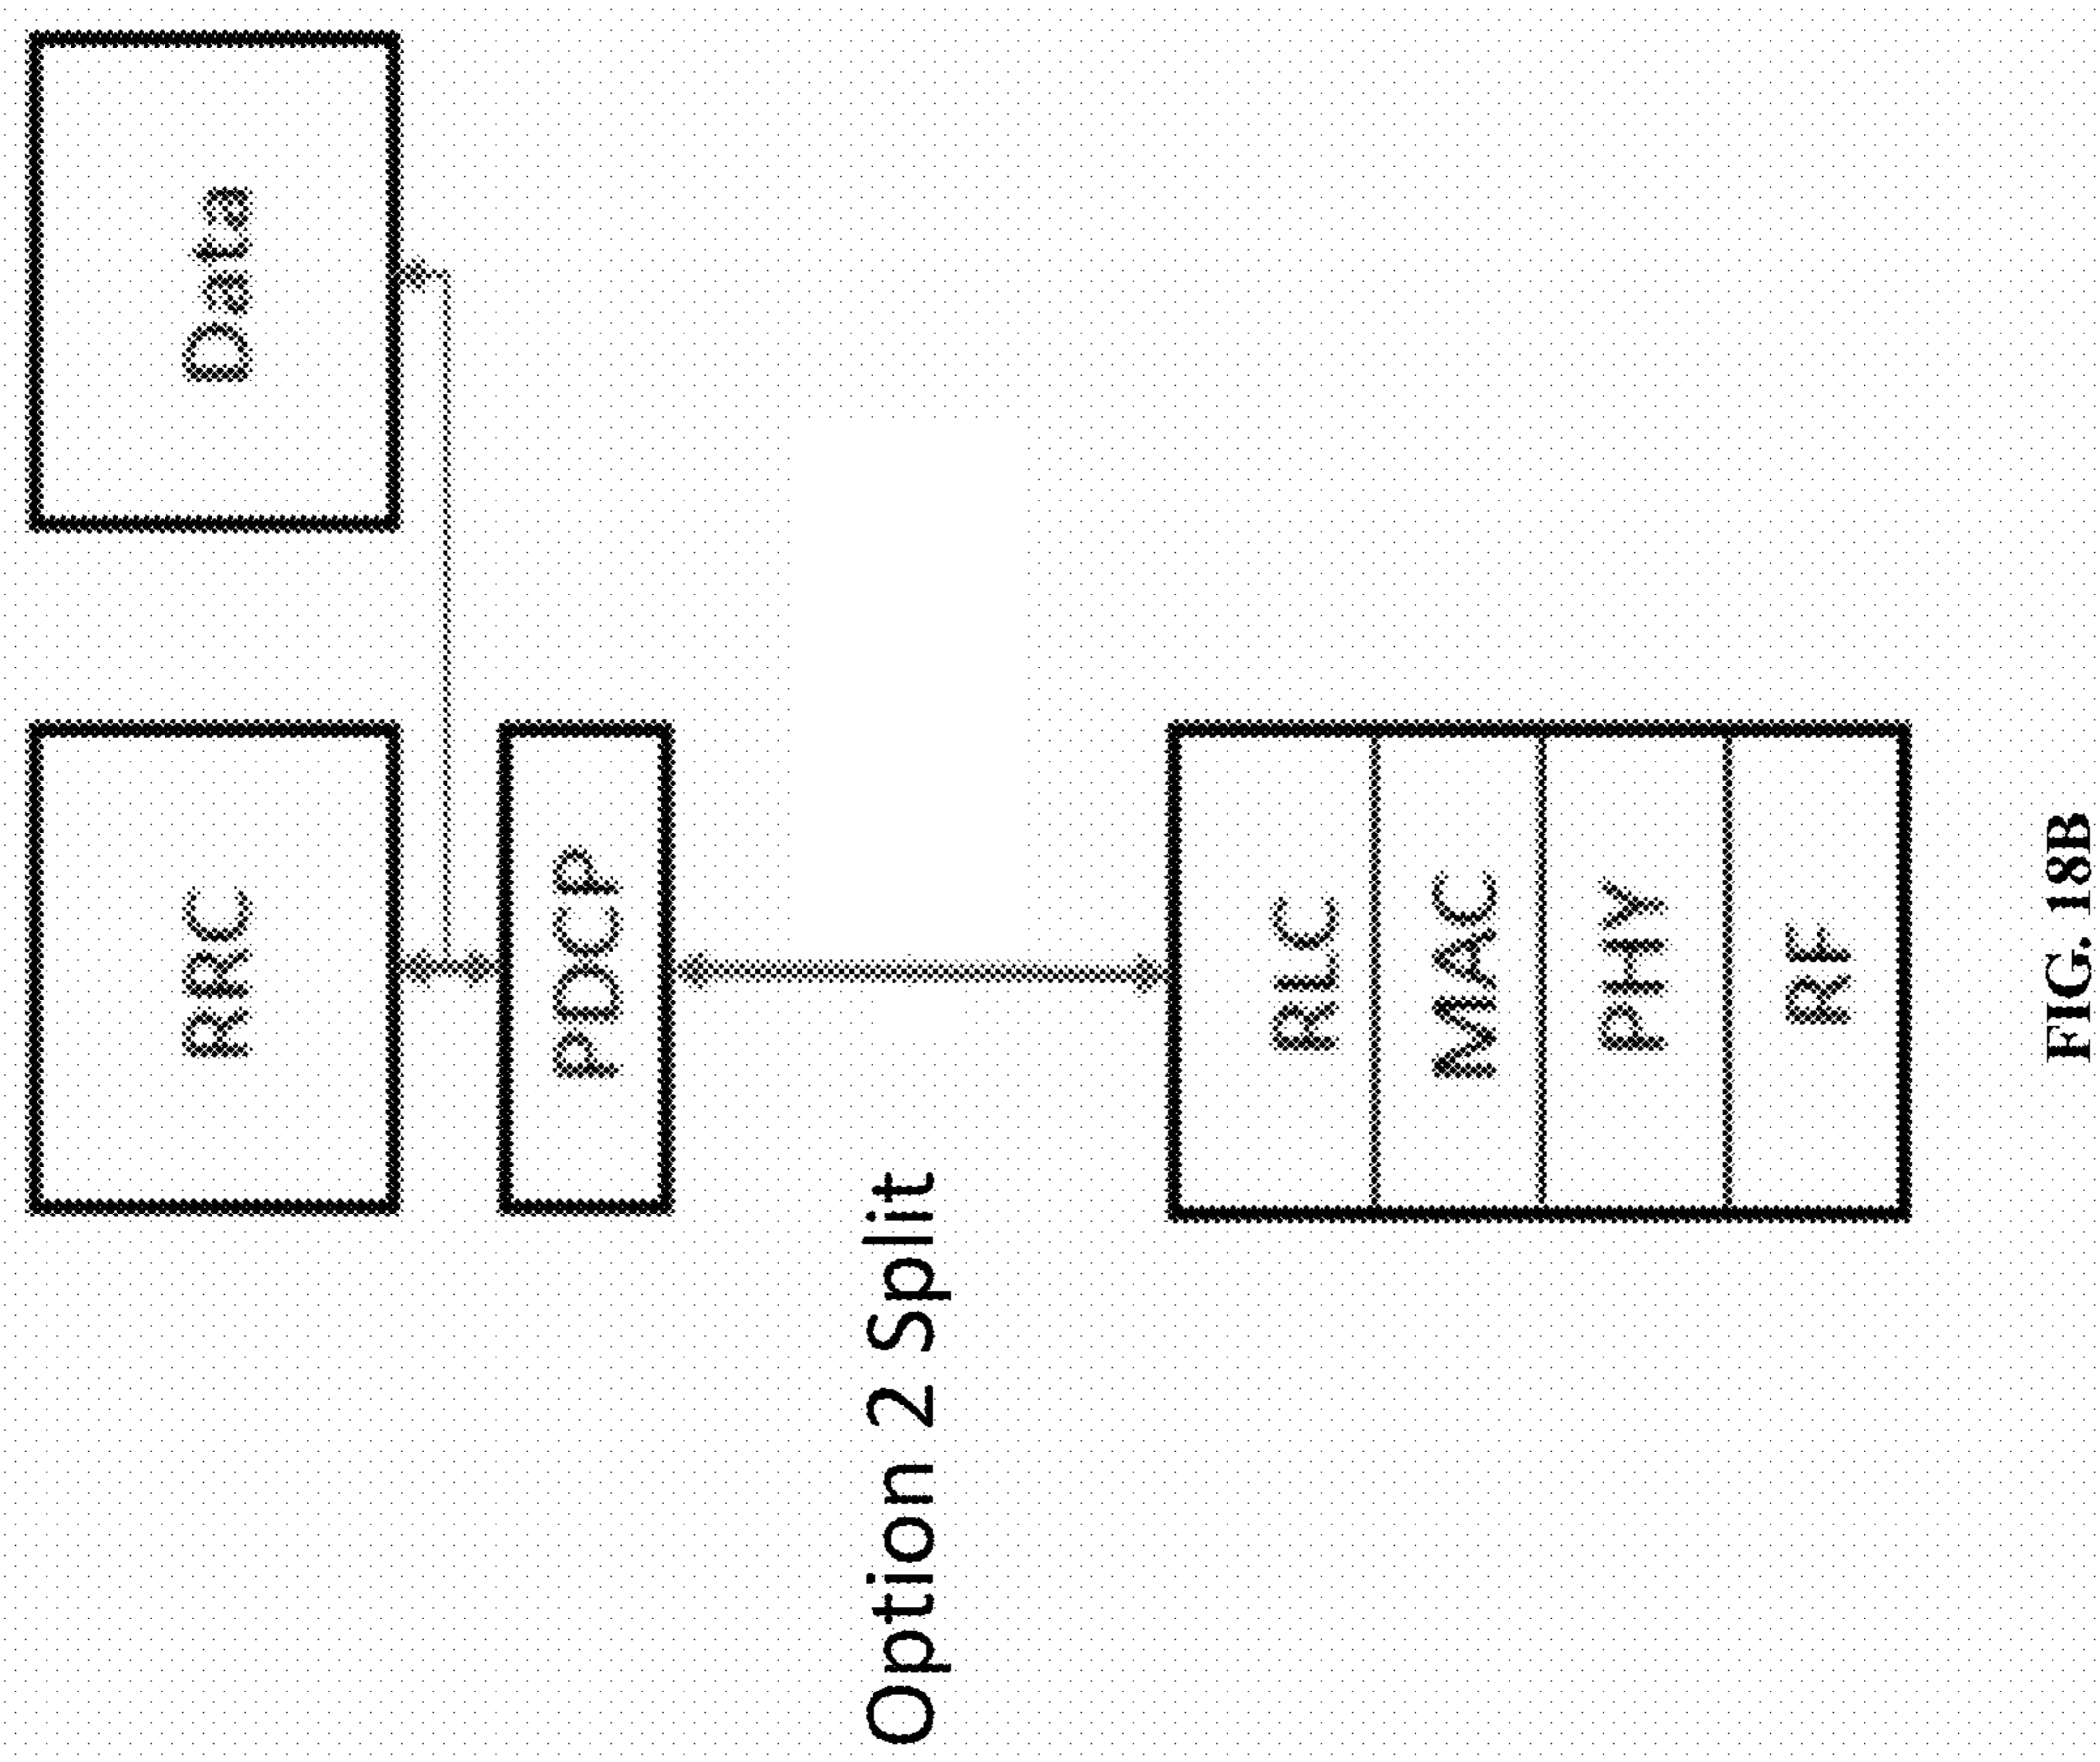 RRC
Data
PDCP
Option 2 Split
RLC
MAC
PHY
RF
FIG. 18B